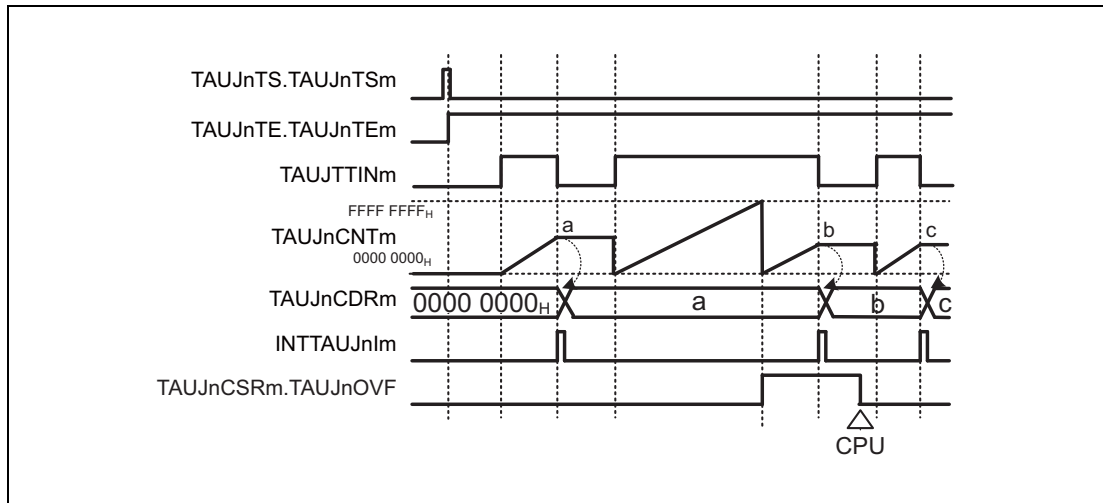 TAUJnTS.TAUJnTSm
TAUJnTE.TAUJnTEm
TAUJTTINm
FFFF FFFFH
a b c
TAUJnCNTm
0000 0000H
TAUJnCDRm 0000 0000H a b c
INTTAUJnIm
TAUJnCSRm.TAUJnOVF
CPU